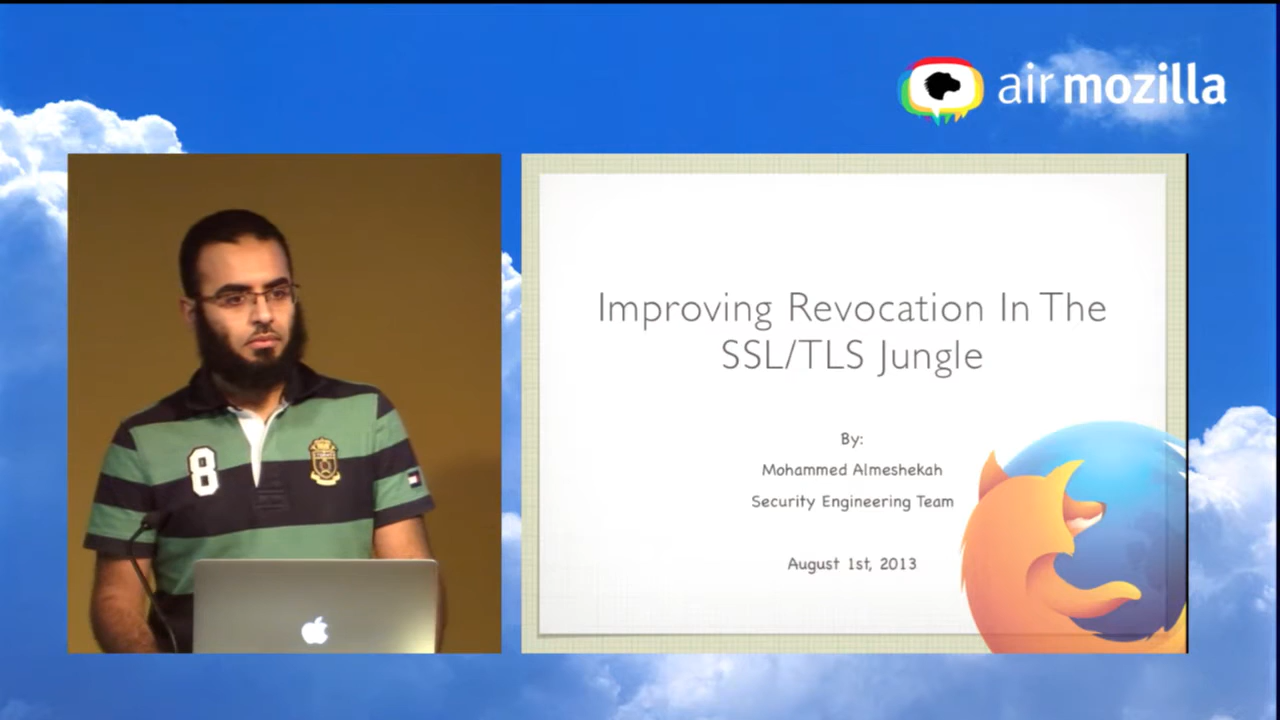 air mozilla
8
Improving Revocation In The
SSL/TLS Jungle
By:
Mohammed Almeshekah
Security Engineering Team
August 1st, 2013